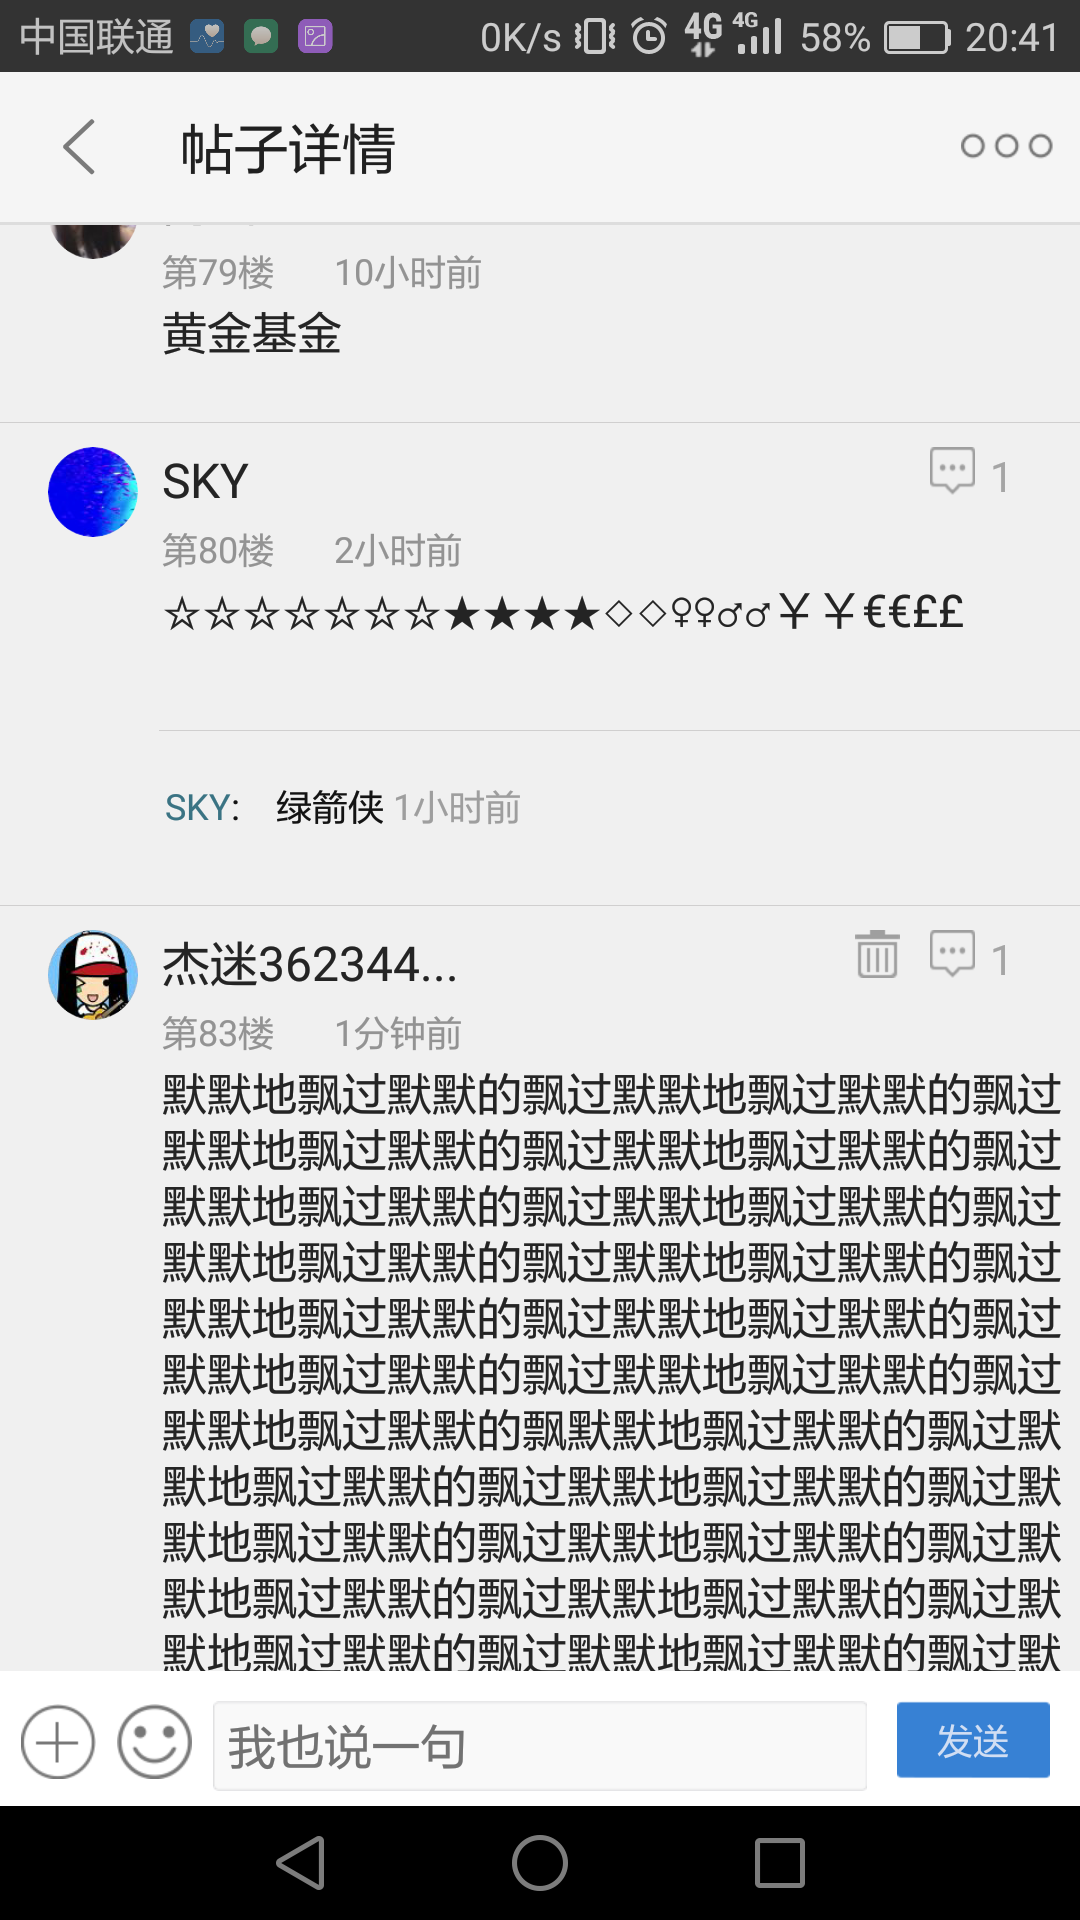 中国联通 0K/s 4G 4G 58% 20:41
帖子详情
第79楼 10小时前
黄金基金
SKY 1
第80楼 2小时前
☆☆☆☆☆☆☆★★★★◇◇♀♀♂♂￥￥€€££
SKY: 绿箭侠 1小时前
杰迷362344... 1
第83楼 1分钟前
默默地飘过默默的飘过默默地飘过默默的飘过
默默地飘过默默的飘过默默地飘过默默的飘过
默默地飘过默默的飘过默默地飘过默默的飘过
默默地飘过默默的飘过默默地飘过默默的飘过
默默地飘过默默的飘过默默地飘过默默的飘过
默默地飘过默默的飘过默默地飘过默默的飘过
默默地飘过默默的飘默默地飘过默默的飘过默
默地飘过默默的飘过默默地飘过默默的飘过默
默地飘过默默的飘过默默地飘过默默的飘过默
默地飘过默默的飘过默默地飘过默默的飘过默
默地飘过默默的飘过默默地飘过默默的飘过默
我也说一句 发送